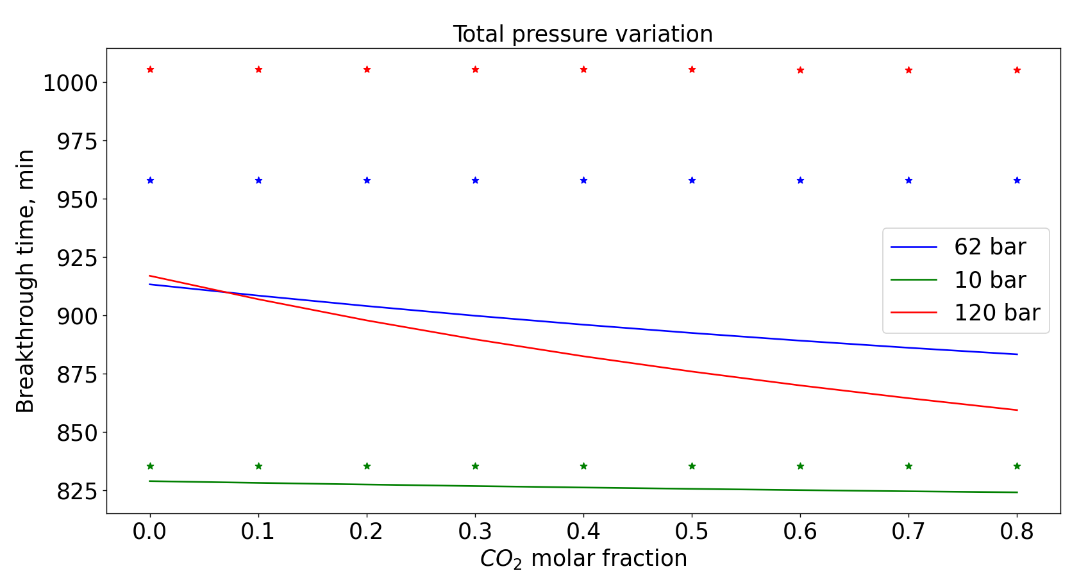 Total pressure variation
1000
975
950
925
900
875
850
825
Breakthrough time, min
62 bar
10 bar
120 bar
0.0 0.1 0.2 0.3 0.4 0.5 0.6 0.7 0.8
CO₂ molar fraction